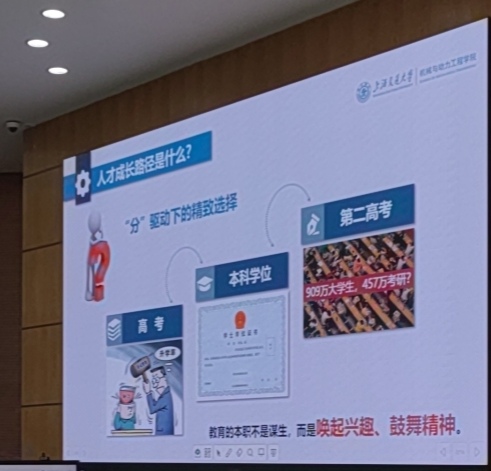 上海交通大学 机械与动力工程学院
人才成长路径是什么?
“分”驱动下的精致选择
第二高考
本科学位
909万大学生，457万考研?
高考
学士学位证书
升学宴
教育的本职不是谋生，而是唤起兴趣、鼓舞精神。